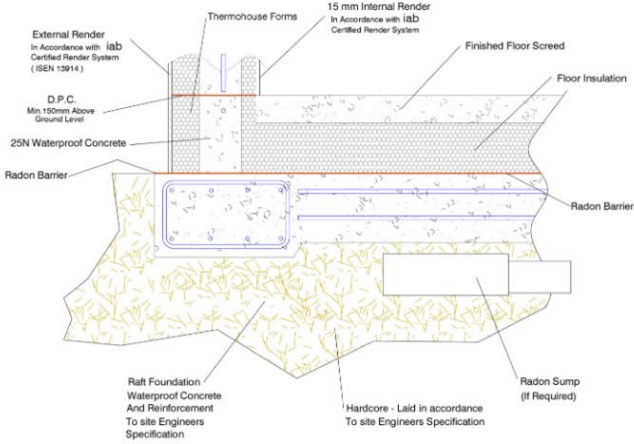 Thermohouse Forms
15 mm Internal Render
In Accordance with iab
Certified Render System
External Render
In Accordance with iab
Certified Render System
( ISEN 13914 )
Finished Floor Screed
Floor Insulation
D.P.C.
Min.150mm Above
Ground Level
25N Waterproof Concrete
Radon Barrier
Radon Barrier
Raft Foundation
Waterproof Concrete
And Reinforcement
To site Engineers
Specification
Hardcore - Laid in accordance
To site Engineers Specification
Radon Sump
(If Required)